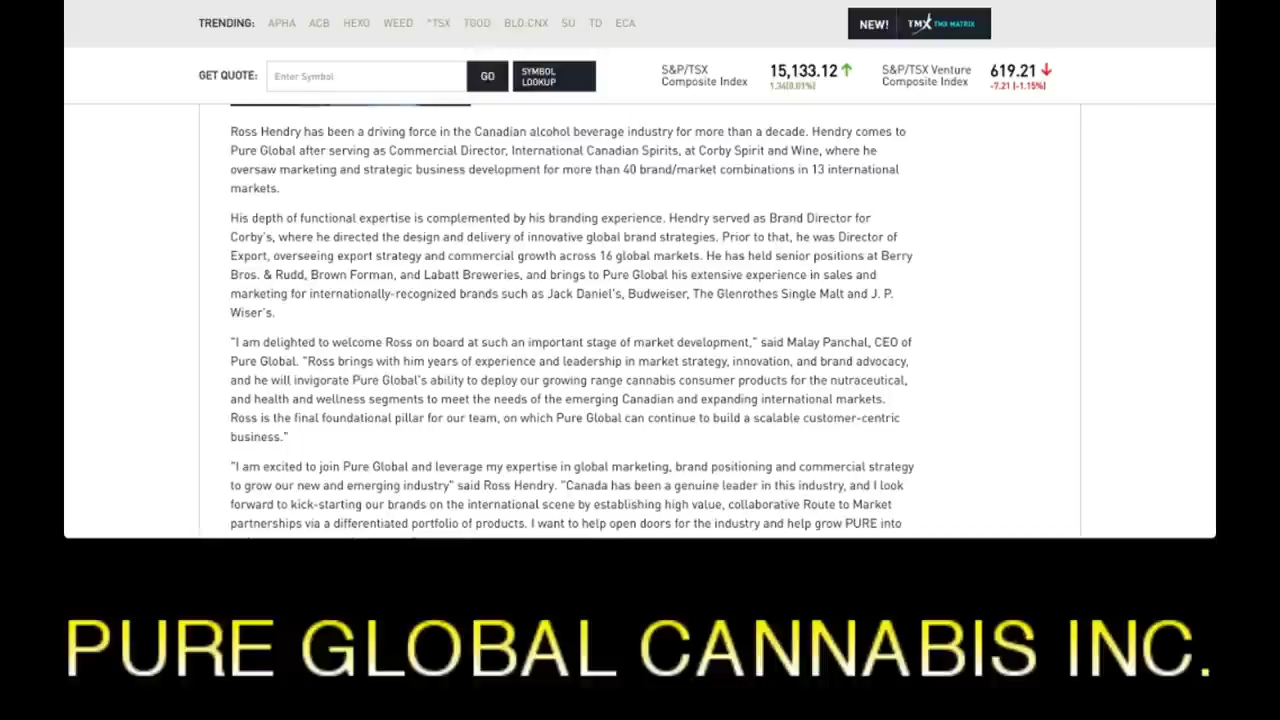 TRENDING: APHA ACB HEXO WEED ^TSX TGOD BLO:CNX SU TD ECA
NEW! TMX TMX MATRIX
GET QUOTE: Enter Symbol GO SYMBOL LOOKUP
S&P/TSX Composite Index 15,133.12 1.34(0.01%)
S&P/TSX Venture Composite Index 619.21 -7.21 (-1.15%)
Ross Hendry has been a driving force in the Canadian alcohol beverage industry for more than a decade. Hendry comes to
Pure Global after serving as Commercial Director, International Canadian Spirits, at Corby Spirit and Wine, where he
oversaw marketing and strategic business development for more than 40 brand/market combinations in 13 international
markets.
His depth of functional expertise is complemented by his branding experience. Hendry served as Brand Director for
Corby's, where he directed the design and delivery of innovative global brand strategies. Prior to that, he was Director of
Export, overseeing export strategy and commercial growth across 16 global markets. He has held senior positions at Berry
Bros. & Rudd, Brown Forman, and Labatt Breweries, and brings to Pure Global his extensive experience in sales and
marketing for internationally-recognized brands such as Jack Daniel's, Budweiser, The Glenrothes Single Malt and J. P.
Wiser's.
"I am delighted to welcome Ross on board at such an important stage of market development," said Malay Panchal, CEO of
Pure Global. "Ross brings with him years of experience and leadership in market strategy, innovation, and brand advocacy,
and he will invigorate Pure Global's ability to deploy our growing range cannabis consumer products for the nutraceutical,
and health and wellness segments to meet the needs of the emerging Canadian and expanding international markets.
Ross is the final foundational pillar for our team, on which Pure Global can continue to build a scalable customer-centric
business."
"I am excited to join Pure Global and leverage my expertise in global marketing, brand positioning and commercial strategy
to grow our new and emerging industry" said Ross Hendry. "Canada has been a genuine leader in this industry, and I look
forward to kick-starting our brands on the international scene by establishing high value, collaborative Route to Market
partnerships via a differentiated portfolio of products. I want to help open doors for the industry and help grow PURE into
PURE GLOBAL CANNABIS INC.